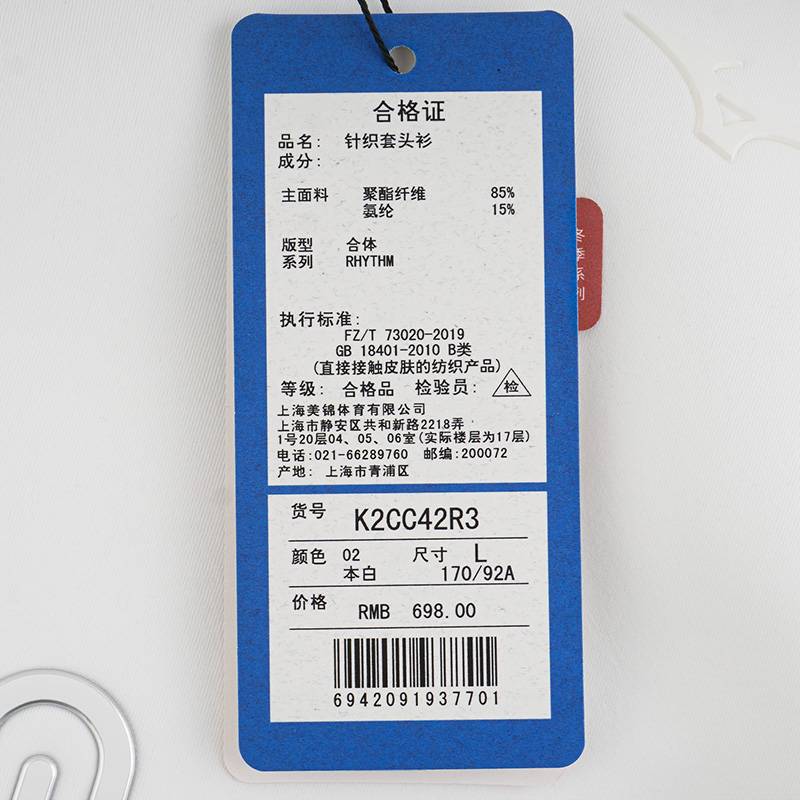 合格证
品名: 针织套头衫
成分:
主面料 聚酯纤维 85%
氨纶 15%
版型 合体
系列 RHYTHM
执行标准:
FZ/T 73020-2019
GB 18401-2010 B类
(直接接触皮肤的纺织产品)
等级: 合格品 检验员: 检
上海美锦体育有限公司
上海市静安区共和新路2218弄
1号20层04、05、06室(实际楼层为17层)
电话:021-66289760 邮编:200072
产地: 上海市青浦区
货号 K2CC42R3
颜色 02 尺寸 L
本白 170/92A
价格 RMB 698.00
6942091937701
冬季系列